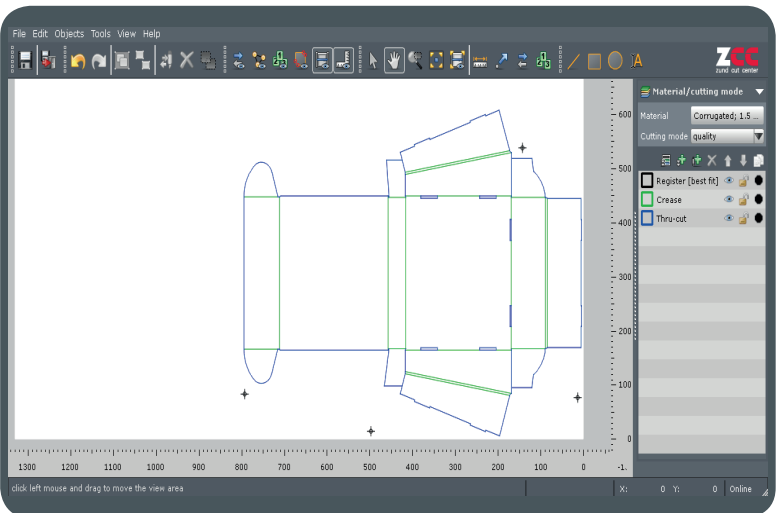 File Edit Objects Tools View Help
ZCC
zund cut center
Material/cutting mode
Material Corrugated; 1.5 ...
Cutting mode quality
Register [best fit]
Crease
Thru-cut
600
500
400
300
200
100
0
1300 1200 1100 1000 900 800 700 600 500 400 300 200 100 0 -1.
click left mouse and drag to move the view area X: 0 Y: 0 Online